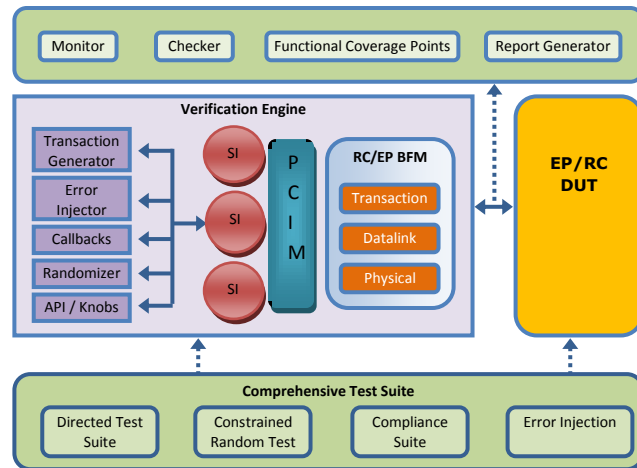 Monitor
Checker
Functional Coverage Points
Report Generator
Verification Engine
Transaction
Generator
Error
Injector
Callbacks
Randomizer
API / Knobs
SI
SI
SI
P
C
I
M
RC/EP BFM
Transaction
Datalink
Physical
EP/RC
DUT
Comprehensive Test Suite
Directed Test
Suite
Constrained
Random Test
Compliance
Suite
Error Injection